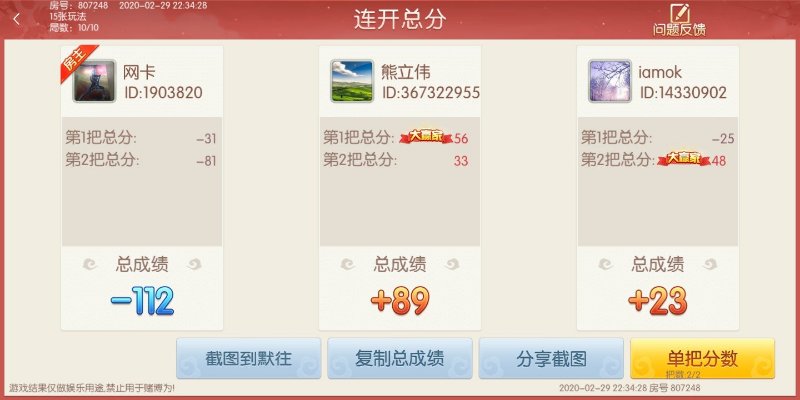 房号: 807248 2020-02-29 22:34:28
15张玩法
局数: 10/10
连开总分
问题反馈
房主
网卡
ID:1903820
第1把总分: -31
第2把总分: -81
总成绩
-112
熊立伟
ID:367322955
第1把总分: 大赢家 56
第2把总分: 33
总成绩
+89
iamok
ID:14330902
第1把总分: -25
第2把总分: 大赢家 48
总成绩
+23
截图到默往
复制总成绩
分享截图
单把分数
把数:2/2
游戏结果仅做娱乐用途,禁止用于赌博为!
2020-02-29 22:34:28 房号 807248